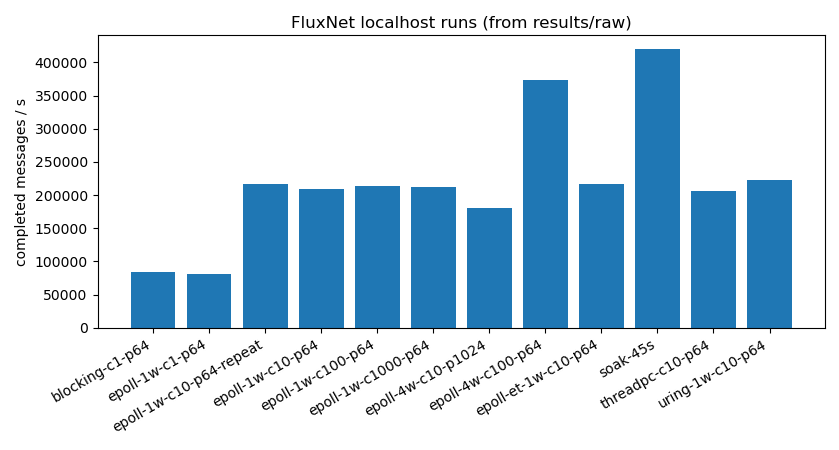 FluxNet localhost runs (from results/raw)
completed messages / s
400000
350000
300000
250000
200000
150000
100000
50000
0
blocking-c1-p64
epoll-1w-c1-p64
epoll-1w-c10-p64-repeat
epoll-1w-c10-p64
epoll-1w-c100-p64
epoll-1w-c1000-p64
epoll-4w-c10-p1024
epoll-4w-c100-p64
epoll-et-1w-c10-p64
soak-45s
threadpc-c10-p64
uring-1w-c10-p64